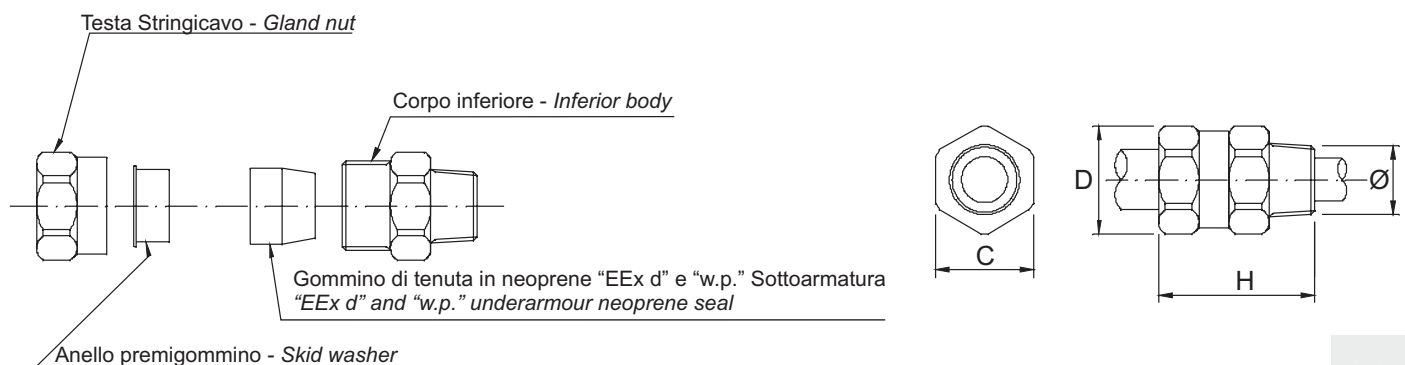 Testa Stringicavo - Gland nut
Corpo inferiore - Inferior body
Gommino di tenuta in neoprene “EEx d” e “w.p.” Sottoarmatura
“EEx d” and “w.p.” underarmour neoprene seal
Anello premigommino - Skid washer
D
Ø
C
H